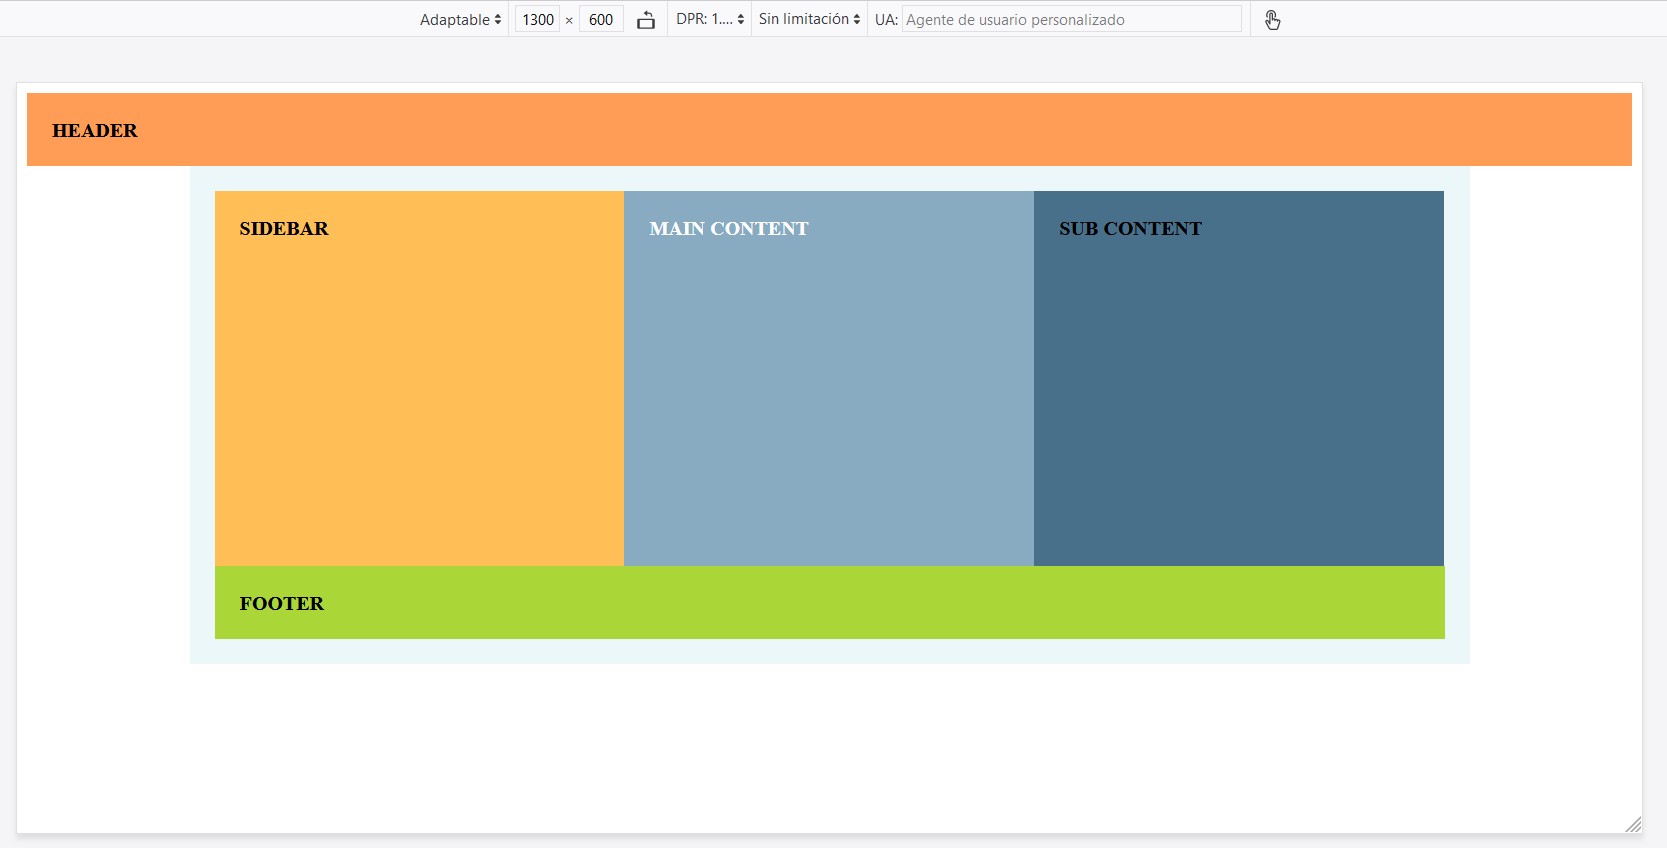 Adaptable 1300 × 600 DPR: 1.... Sin limitación UA: Agente de usuario personalizado
HEADER
SIDEBAR MAIN CONTENT SUB CONTENT
FOOTER